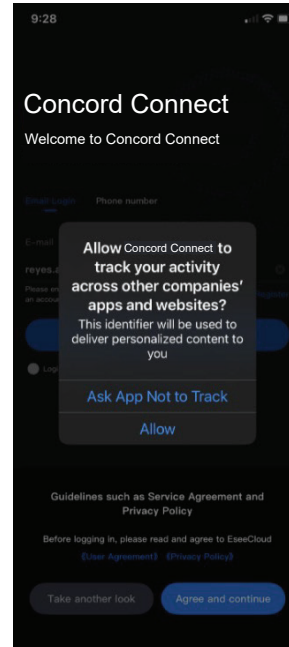 9:28
Concord Connect
Welcome to Concord Connect
Email Login Phone number
E-mail
reyes.
Allow Concord Connect to
track your activity
across other companies'
apps and websites?
This identifier will be used to
deliver personalized content to
you
Ask App Not to Track
Allow
Guidelines such as Service Agreement and
Privacy Policy
Before logging in, please read and agree to EseeCloud
《User Agreement》 《Privacy Policy》
Take another look
Agree and continue